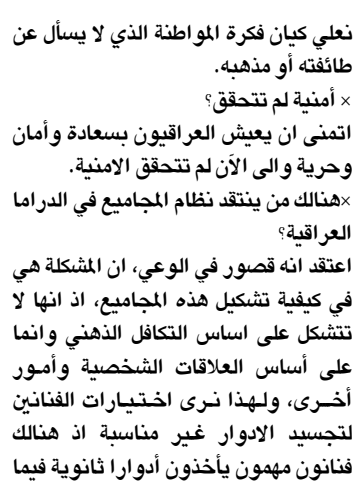 نعلي كيان فكرة المواطنة الذي لا يسأل عن
طائفته أو مذهبه.
× أمنية لم تتحقق؟
اتمنى ان يعيش العراقيون بسعادة وأمان
وحرية والى الآن لم تتحقق الامنية.
×هنالك من ينتقد نظام المجاميع في الدراما
العراقية؟
اعتقد انه قصور في الوعي، ان المشكلة هي
في كيفية تشكيل هذه المجاميع، اذ انها لا
تتشكل على اساس التكافل الذهني وانما
على أساس العلاقات الشخصية وأمور
أخرى، ولهذا نرى اختيارات الفنانين
لتجسيد الادوار غير مناسبة اذ هنالك
فنانون مهمون يأخذون أدوارا ثانوية فيما